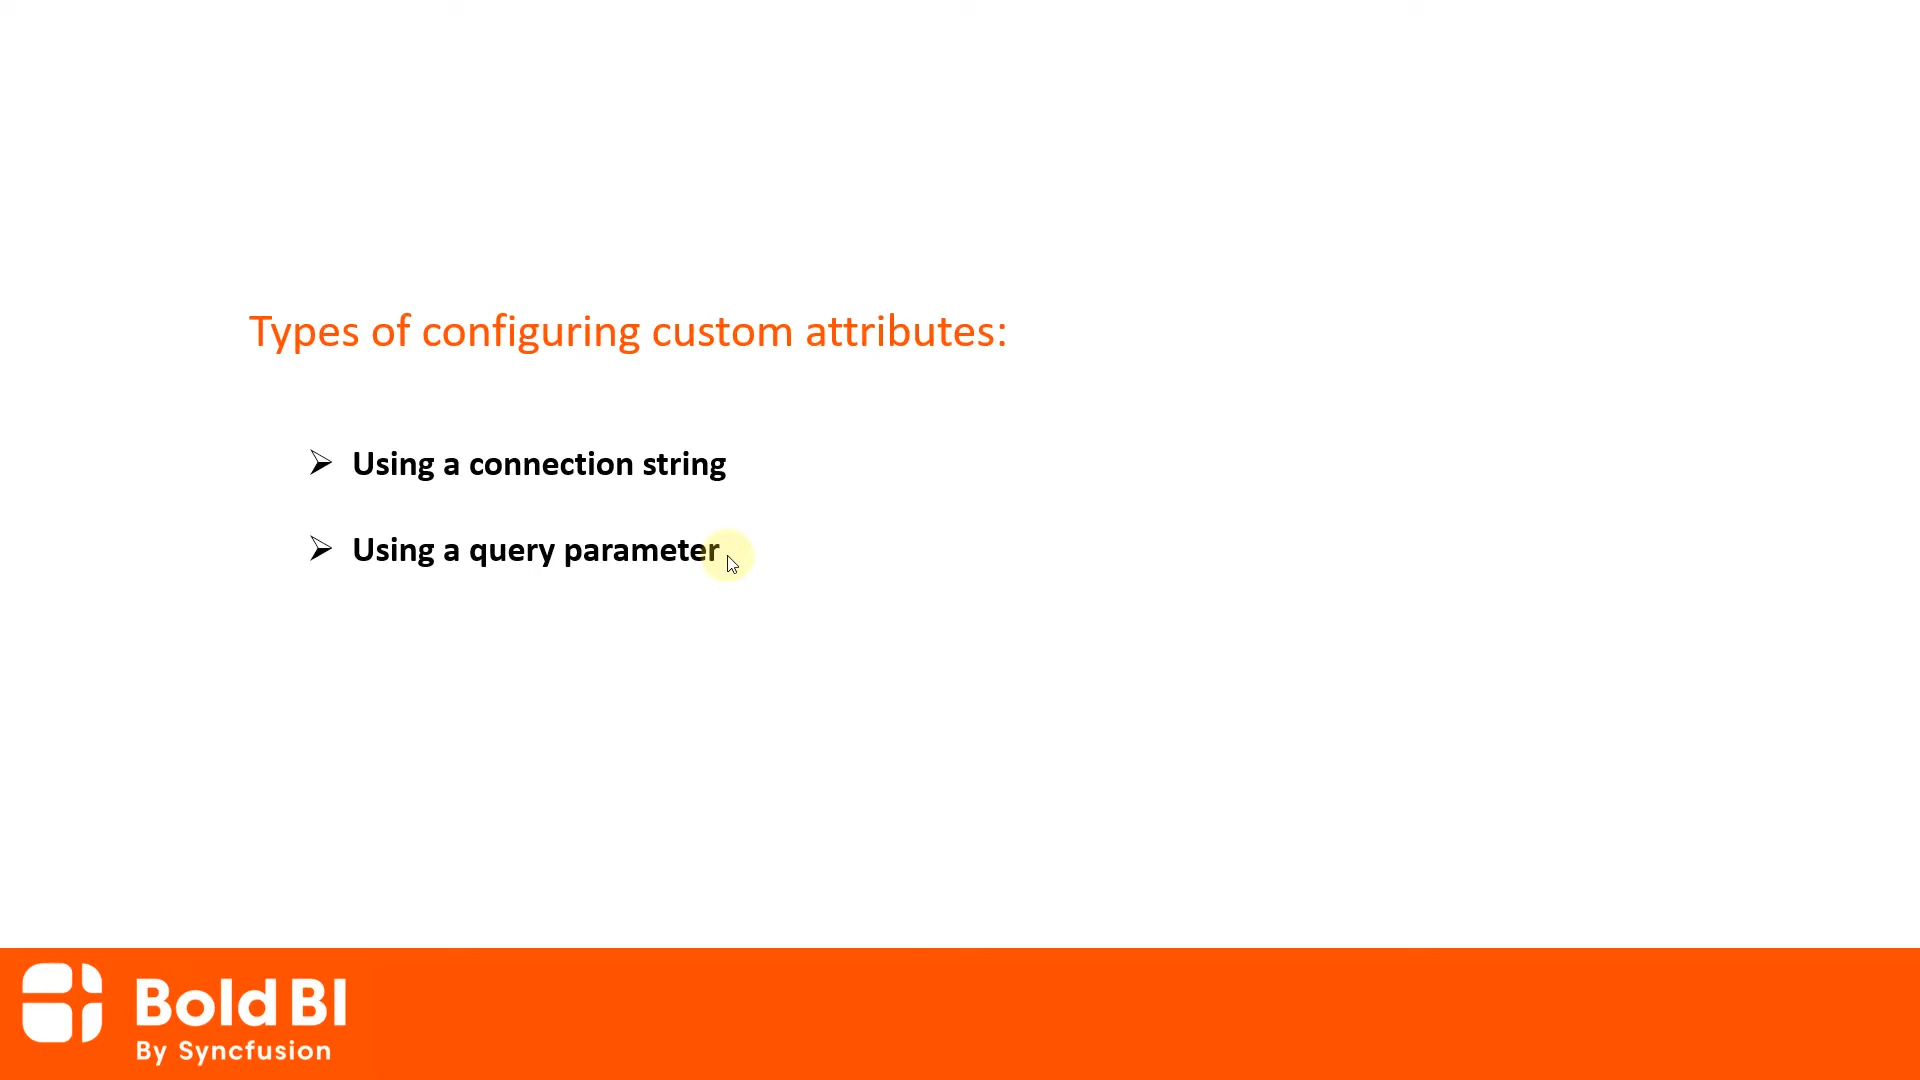 Types of configuring custom attributes:
Using a connection string
Using a query parameter
Bold BI
By Syncfusion